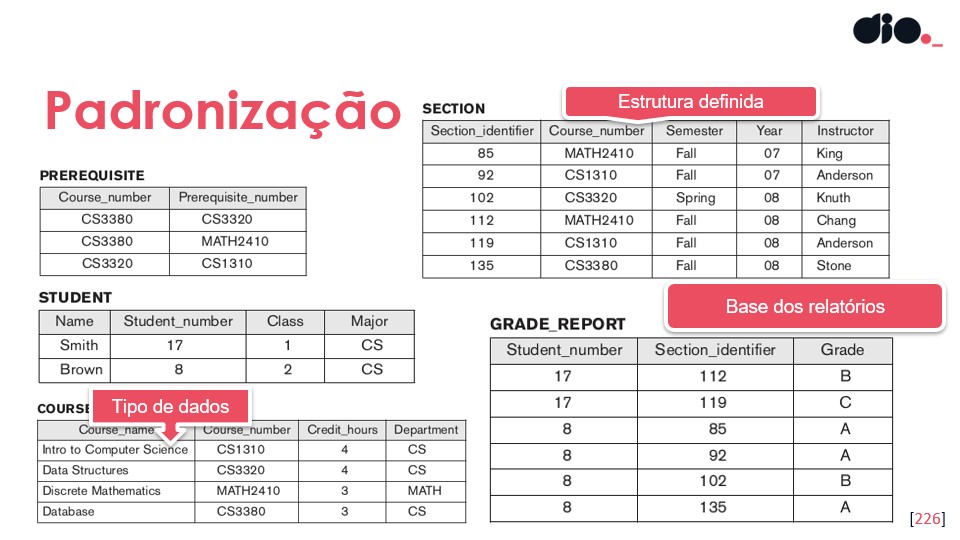 dio._
Padronização
Estrutura definida
SECTION
Section_identifier Course_number Semester Year Instructor
85 MATH2410 Fall 07 King
92 CS1310 Fall 07 Anderson
102 CS3320 Spring 08 Knuth
112 MATH2410 Fall 08 Chang
119 CS1310 Fall 08 Anderson
135 CS3380 Fall 08 Stone
PREREQUISITE
Course_number Prerequisite_number
CS3380 CS3320
CS3380 MATH2410
CS3320 CS1310
STUDENT
Name Student_number Class Major
Smith 17 1 CS
Brown 8 2 CS
Tipo de dados
COURSE
Course_name Course_number Credit_hours Department
Intro to Computer Science CS1310 4 CS
Data Structures CS3320 4 CS
Discrete Mathematics MATH2410 3 MATH
Database CS3380 3 CS
Base dos relatórios
GRADE_REPORT
Student_number Section_identifier Grade
17 112 B
17 119 C
8 85 A
8 92 A
8 102 B
8 135 A
[226]